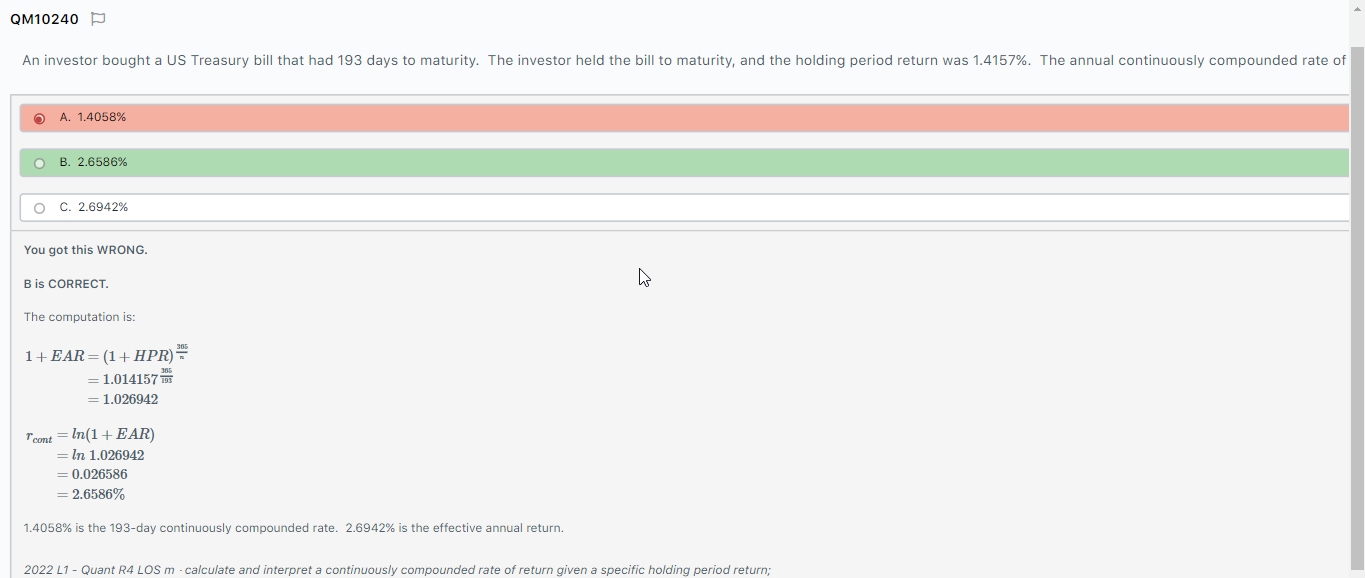 QM10240
An investor bought a US Treasury bill that had 193 days to maturity.  The investor held the bill to maturity, and the holding period return was 1.4157%.  The annual continuously compounded rate of
A. 1.4058%
B. 2.6586%
C. 2.6942%
You got this WRONG.
B is CORRECT.
The computation is:
1 + EAR = (1 + HPR)^(365/n)
= 1.014157^(365/193)
= 1.026942
r_cont = ln(1 + EAR)
= ln 1.026942
= 0.026586
= 2.6586%
1.4058% is the 193-day continuously compounded rate.  2.6942% is the effective annual return.
2022 L1 - Quant R4 LOS m - calculate and interpret a continuously compounded rate of return given a specific holding period return;